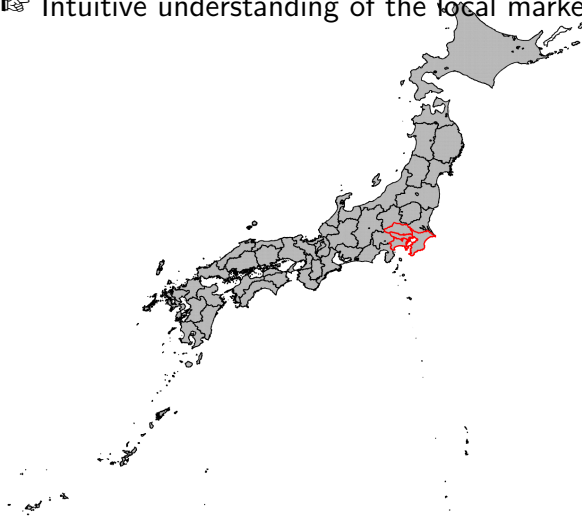 ☞ Intuitive understanding of the local marke